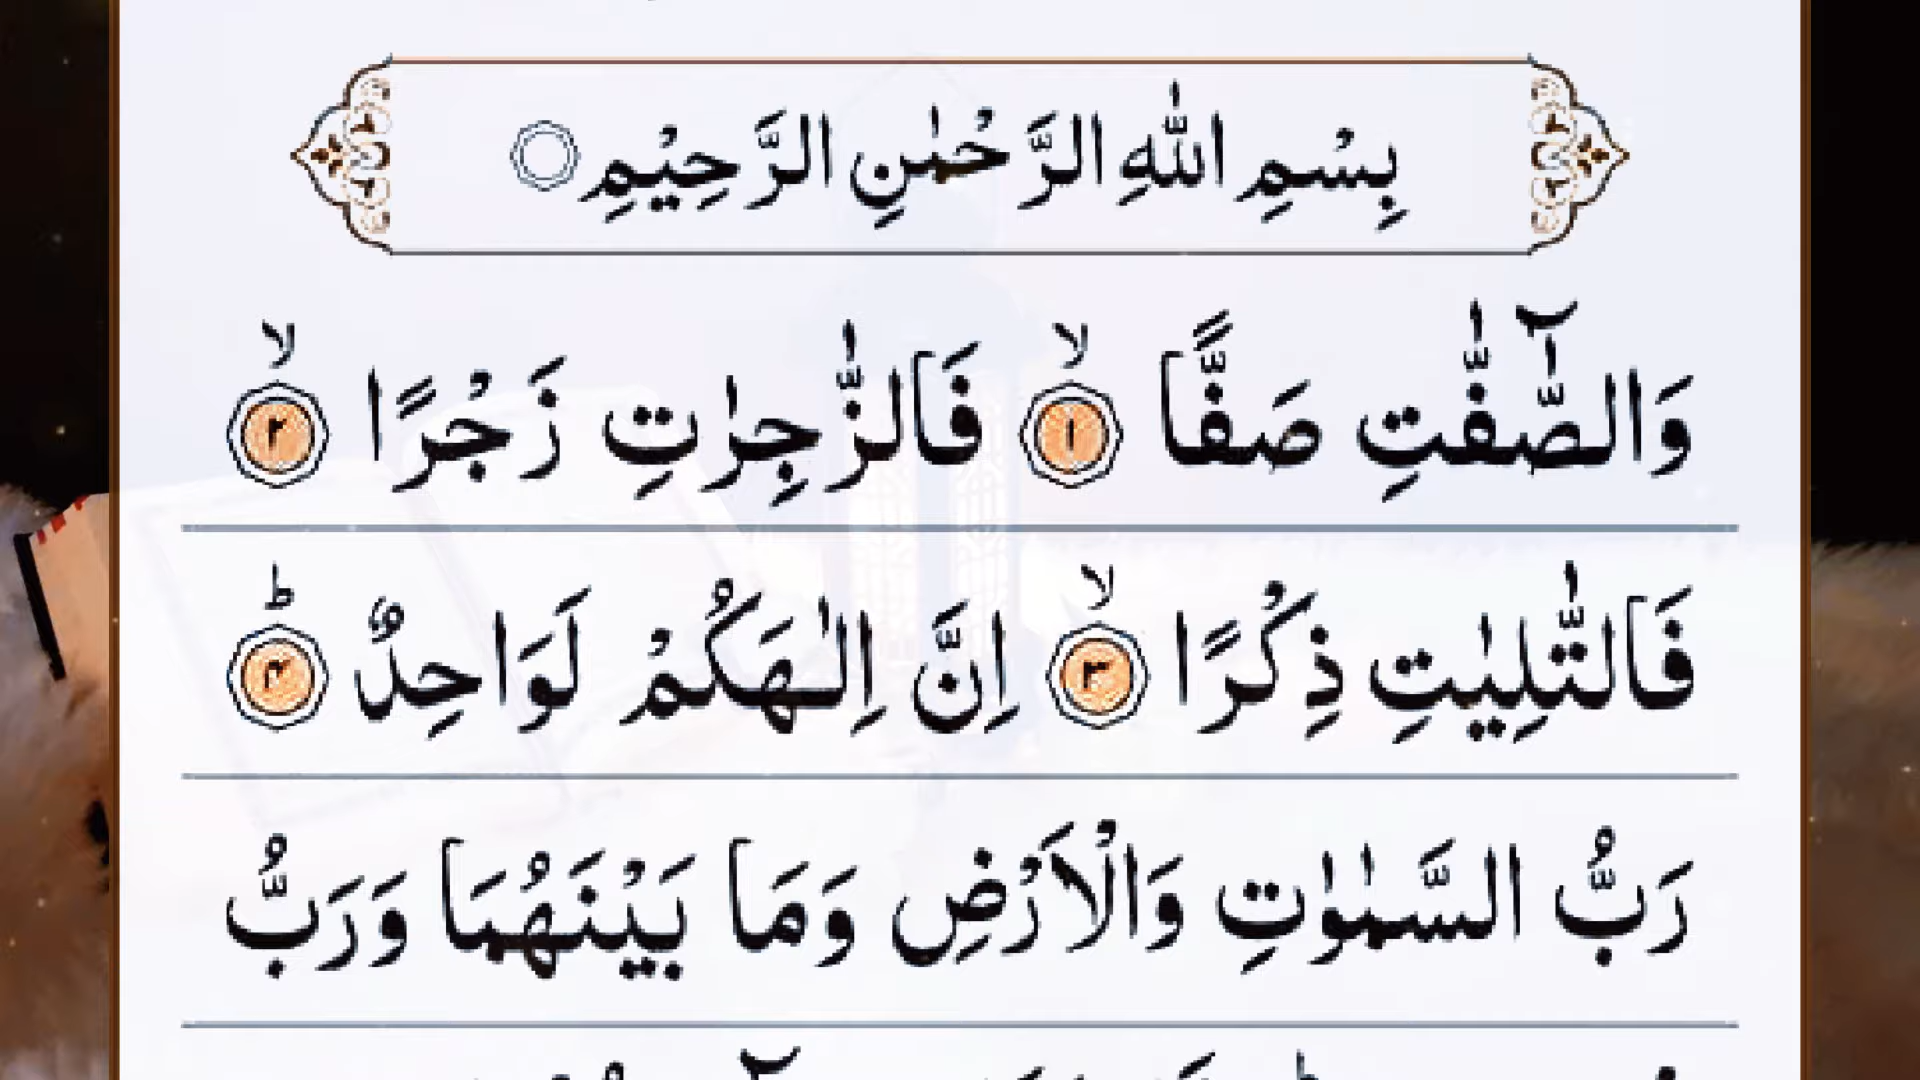 بِسْمِ اللّٰهِ الرَّحْمٰنِ الرَّحِیْمِ
وَالصّٰٓفّٰتِ صَفًّا ۙ‏﴿۱﴾ فَالزّٰجِرٰتِ زَجْرًا ۙ‏﴿۲﴾
فَالتّٰلِیٰتِ ذِكْرًا ۙ‏﴿۳﴾ اِنَّ اِلٰهَكُمْ لَوَاحِدٌ ؕ‏﴿۴﴾
رَبُّ السَّمٰوٰتِ وَالْاَرْضِ وَمَا بَیْنَهُمَا وَرَبُّ